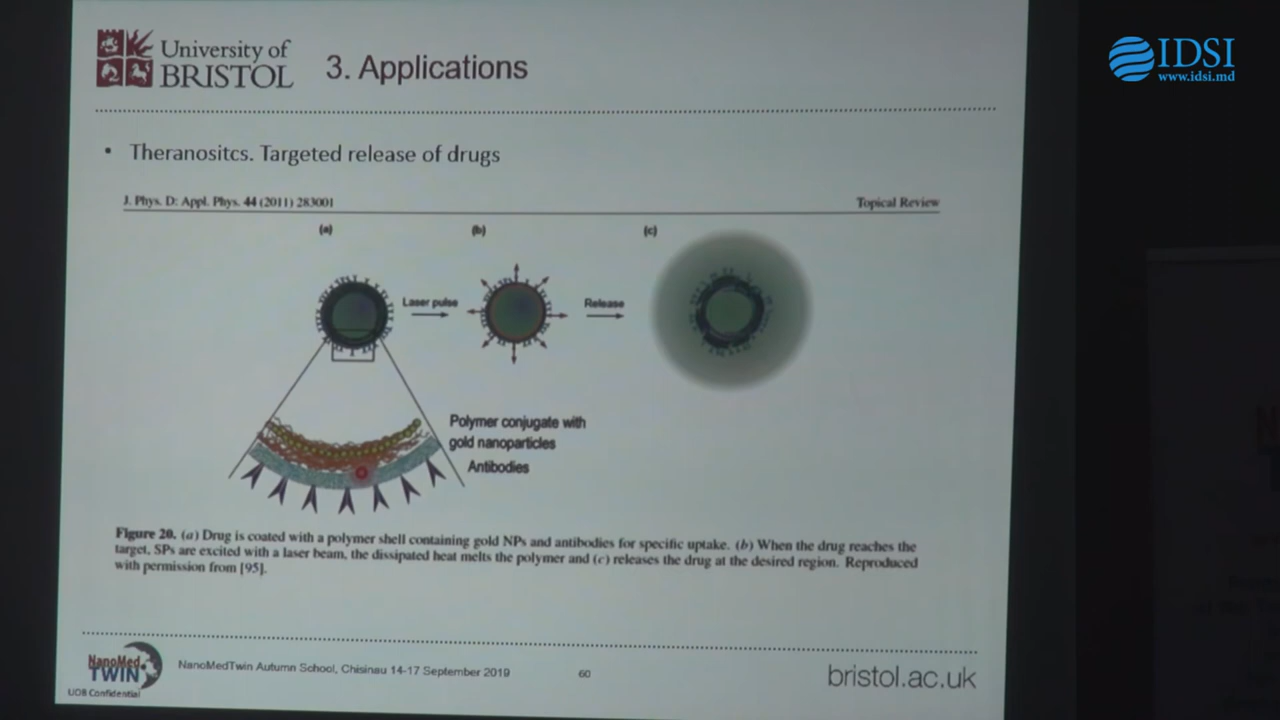 University of
BRISTOL
3. Applications
IDSI
www.idsi.md
• Theranositcs. Targeted release of drugs
J. Phys. D: Appl. Phys. 44 (2011) 283001
Topical Review
(a)
(b)
(c)
Laser pulse
Release
Polymer conjugate with
gold nanoparticles
Antibodies
Figure 20. (a) Drug is coated with a polymer shell containing gold NPs and antibodies for specific uptake. (b) When the drug reaches the
target, SPs are excited with a laser beam, the dissipated heat melts the polymer and (c) releases the drug at the desired region. Reproduced
with permission from [95].
NanoMed
TWIN
NanoMedTwin Autumn School, Chisinau 14-17 September 2019
60
bristol.ac.uk
UOB Confidential